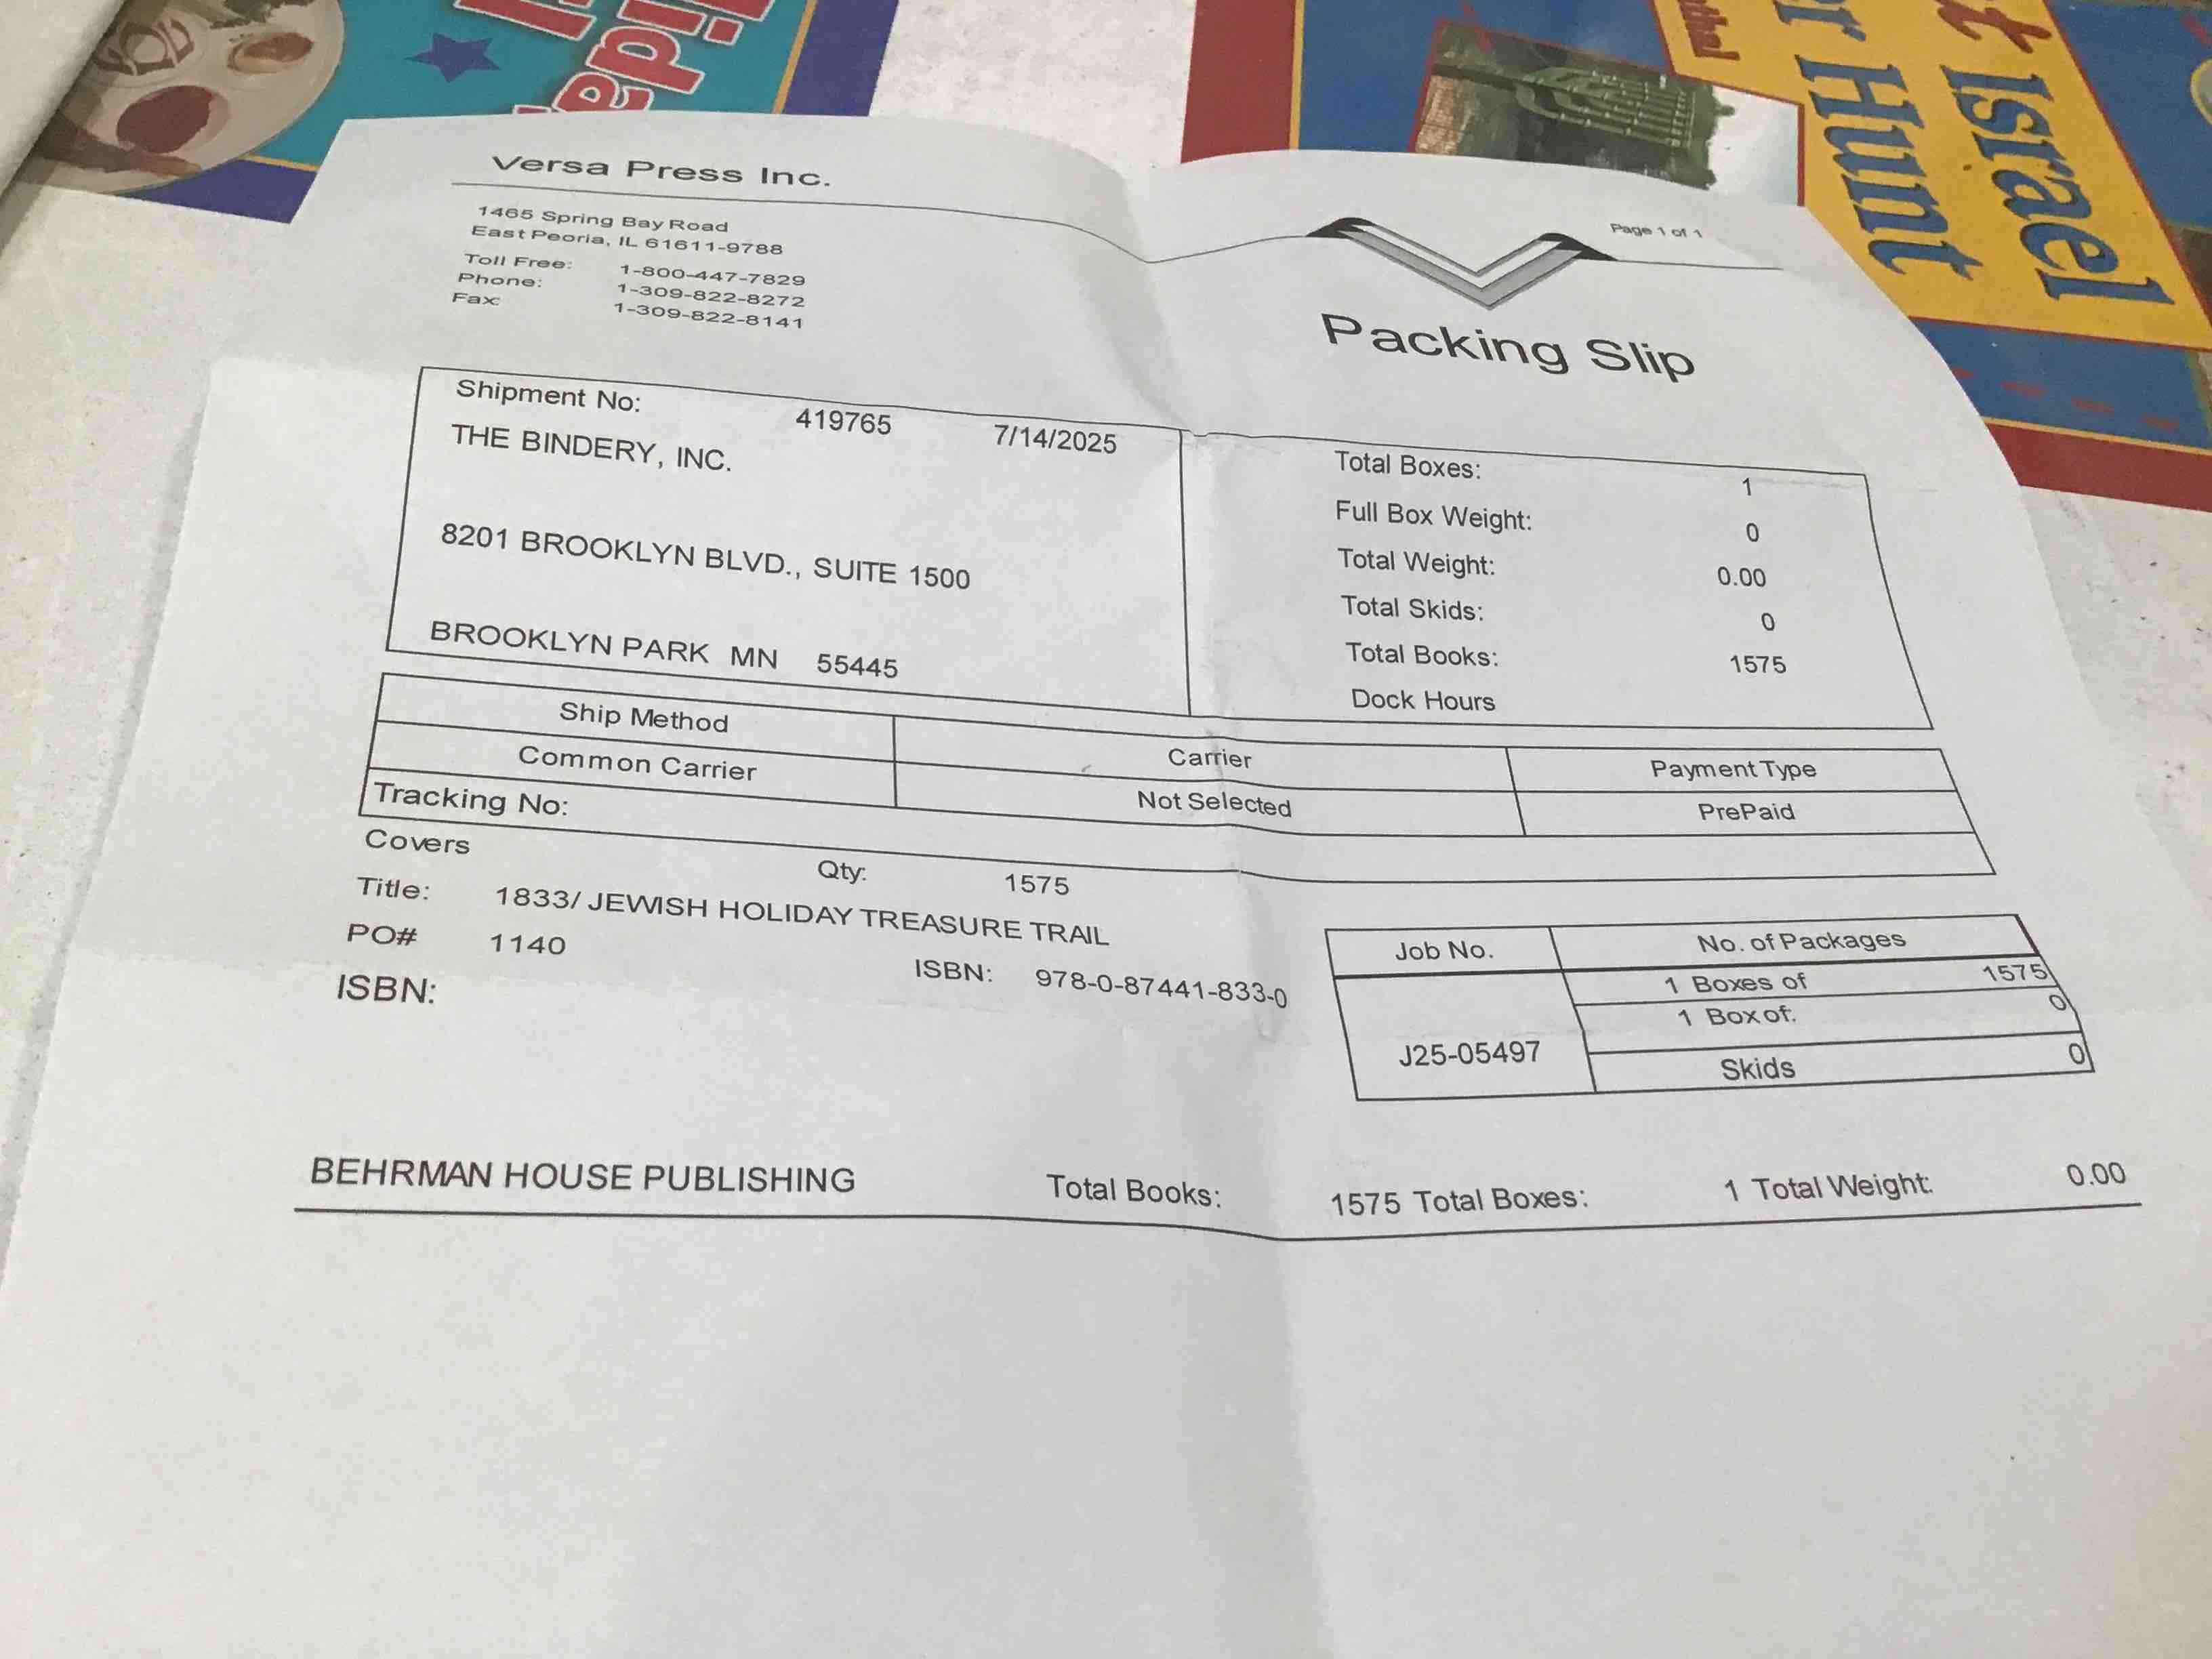 Israel
Hunt
Versa Press Inc.
Page 1 of 1
1465 Spring Bay Road
East Peoria, IL 61611-9788
Toll Free: 1-800-447-7829
Phone: 1-309-822-8272
Fax: 1-309-822-8141
Packing Slip
Shipment No: 419765 7/14/2025
THE BINDERY, INC.
8201 BROOKLYN BLVD., SUITE 1500
BROOKLYN PARK MN 55445
Total Boxes: 1
Full Box Weight: 0
Total Weight: 0.00
Total Skids: 0
Total Books: 1575
Dock Hours
Ship Method Carrier Payment Type
Common Carrier Not Selected PrePaid
Tracking No:
Covers Qty: 1575
Title: 1833/ JEWISH HOLIDAY TREASURE TRAIL
PO# 1140 ISBN: 978-0-87441-833-0
ISBN:
Job No. No. of Packages
1 Boxes of 1575
1 Box of: 0
J25-05497
Skids 0
BEHRMAN HOUSE PUBLISHING Total Books: 1575 Total Boxes: 1 Total Weight: 0.00